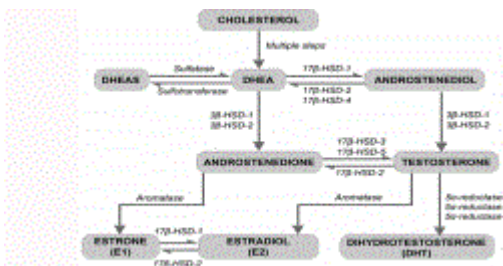 CHOLESTEROL
Multiple steps
DHEAS
Sulfatase
Sulfotransferase
DHEA
17β-HSD-1
17β-HSD-2
17β-HSD-4
ANDROSTENEDIOL
3β-HSD-1
3β-HSD-2
3β-HSD-1
3β-HSD-2
ANDROSTENEDIONE
17β-HSD-3
17β-HSD-5
17β-HSD-2
TESTOSTERONE
Aromatase
Aromatase
5α-reductase
5α-reductase
5α-reductase
ESTRONE
(E1)
17β-HSD-1
17β-HSD-2
ESTRADIOL
(E2)
DIHYDROTESTOSTERONE
(DHT)